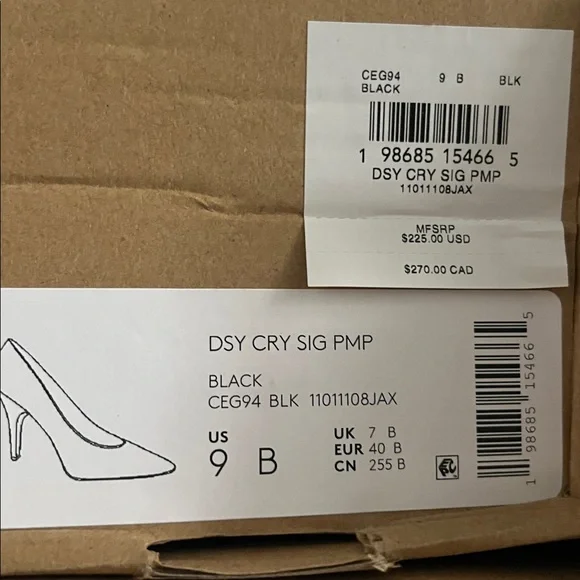 CEG94 9 B BLK
BLACK
1 98685 15466 5
DSY CRY SIG PMP
11011108JAX
MFSRP
$225.00 USD
$270.00 CAD
DSY CRY SIG PMP
BLACK
CEG94 BLK 11011108JAX
US
9 B
UK 7 B
EUR 40 B
CN 255 B
1 98685 15466 5